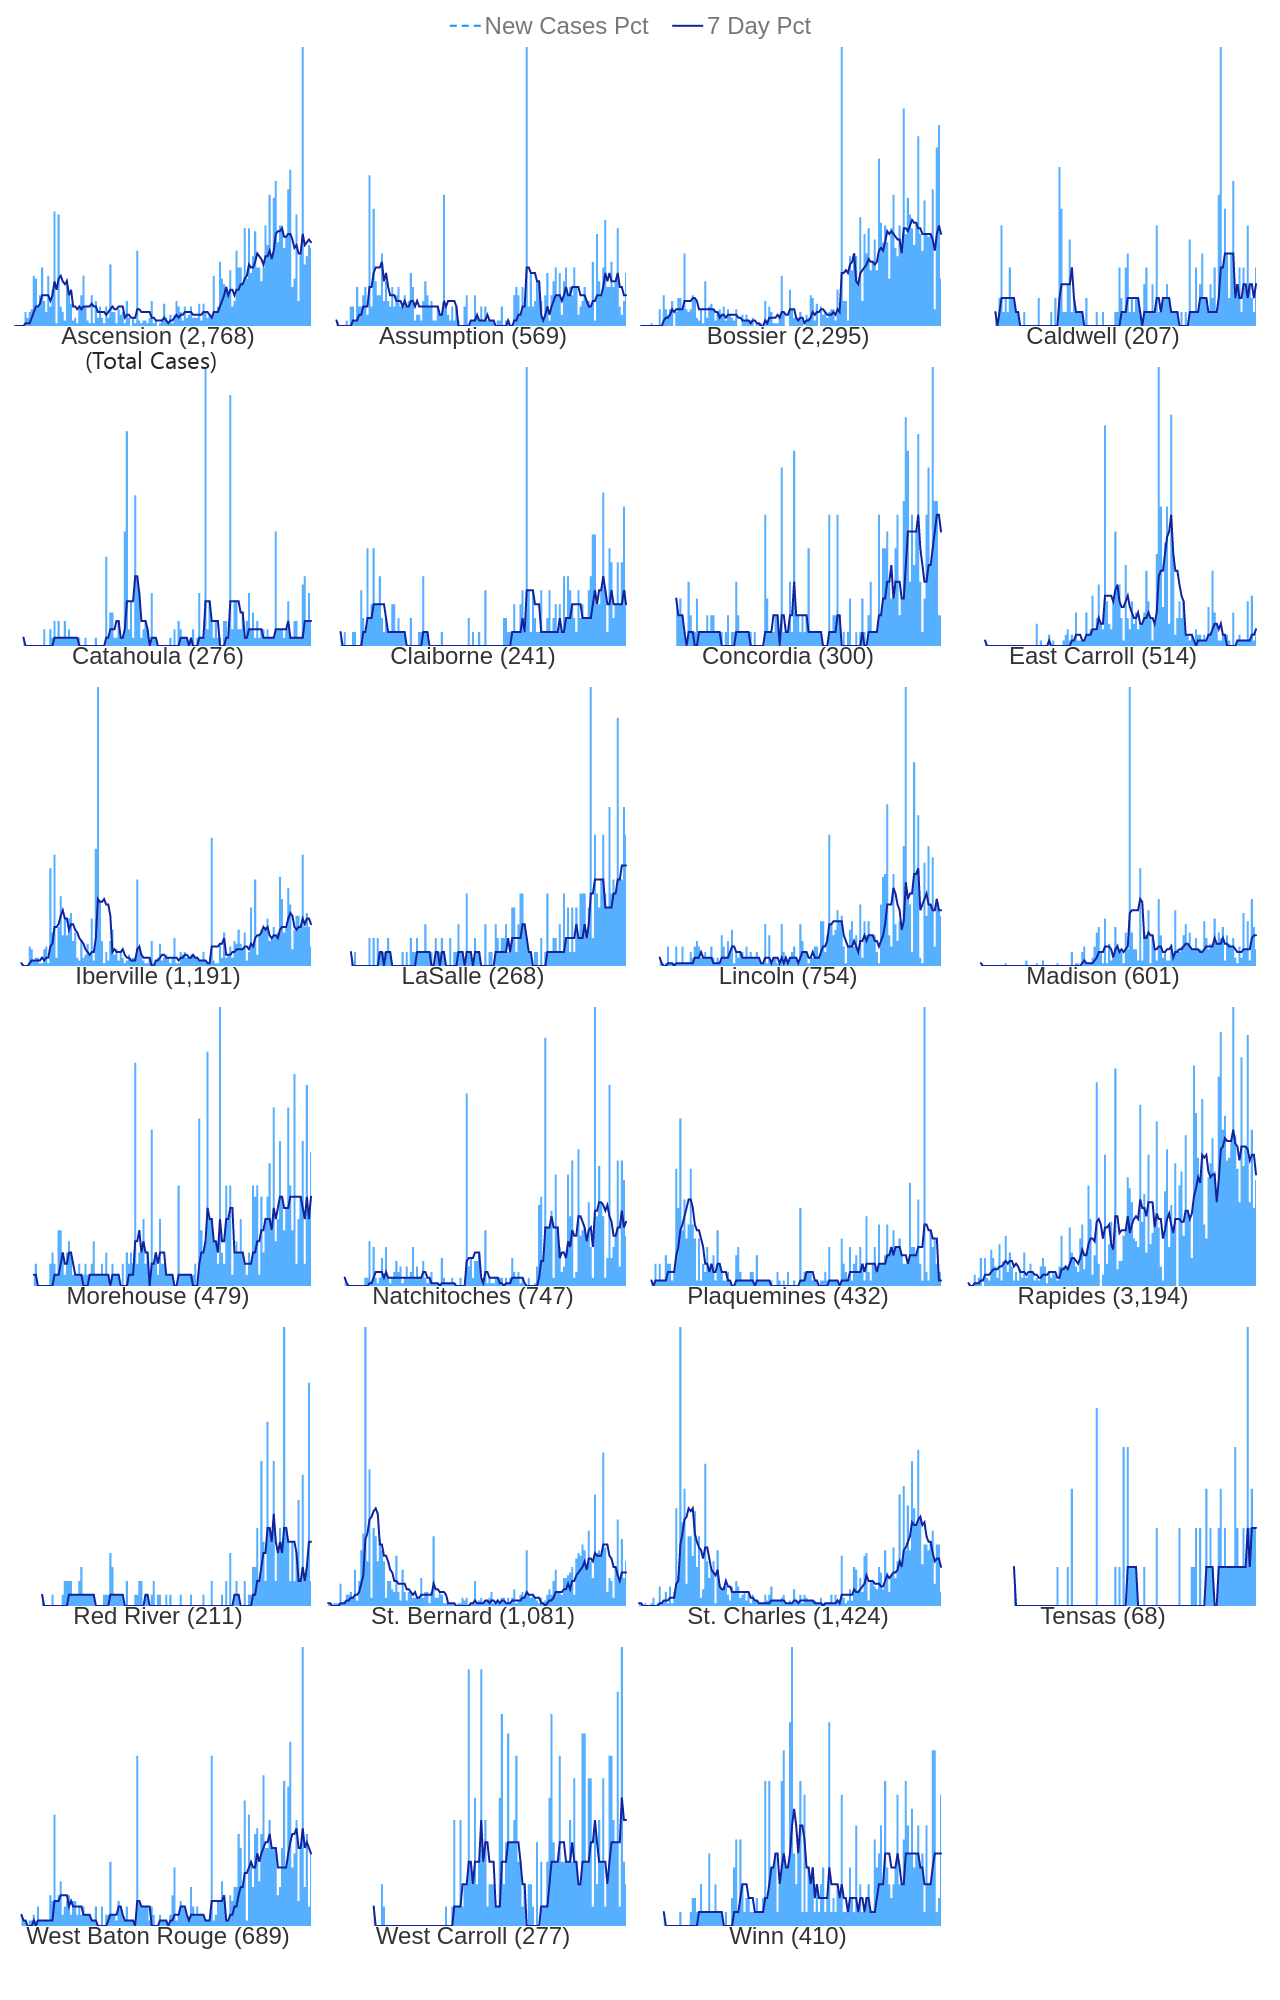 New Cases Pct 7 Day Pct
Ascension (2,768) Assumption (569) Bossier (2,295) Caldwell (207)
(Total Cases)
Catahoula (276) Claiborne (241) Concordia (300) East Carroll (514)
Iberville (1,191) LaSalle (268) Lincoln (754) Madison (601)
Morehouse (479) Natchitoches (747) Plaquemines (432) Rapides (3,194)
Red River (211) St. Bernard (1,081) St. Charles (1,424) Tensas (68)
West Baton Rouge (689) West Carroll (277) Winn (410)